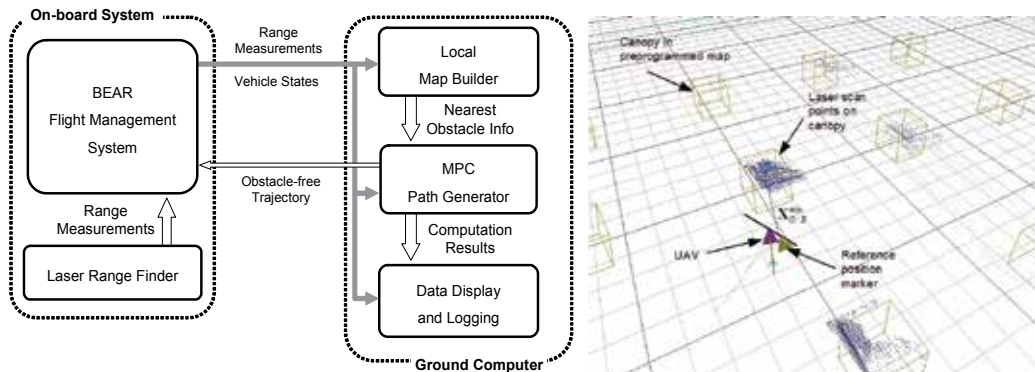 On-board System
BEAR
Flight Management
System
Range
Measurements
Laser Range Finder
Range
Measurements
Vehicle States
Obstacle-free
Trajectory
Local
Map Builder
Nearest
Obstacle Info
MPC
Path Generator
Computation
Results
Data Display
and Logging
Ground Computer
Canopy in
preprogrammed map
Laser scan
points on
canopy
UAV
Reference
position
marker